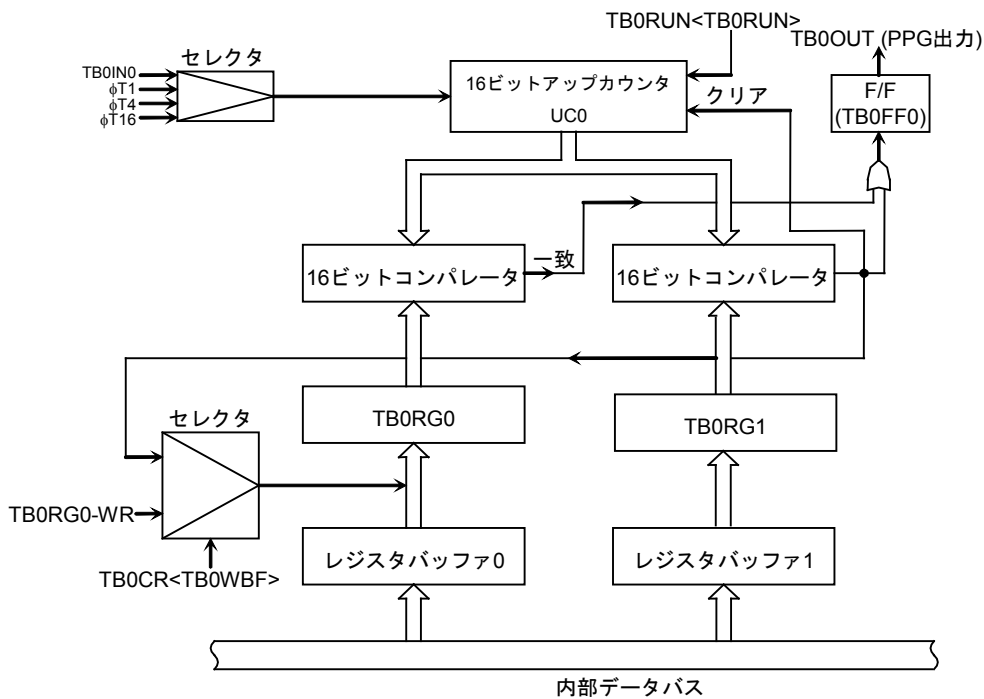 TB0RUN<TB0RUN>
TB0OUT (PPG出力)
セレクタ
TB0IN0
φT1
φT4
φT16
16ビットアップカウンタ
UC0
クリア
F/F
(TB0FF0)
16ビットコンパレータ
一致
16ビットコンパレータ
セレクタ
TB0RG0
TB0RG1
TB0RG0-WR
TB0CR<TB0WBF>
レジスタバッファ0
レジスタバッファ1
内部データバス